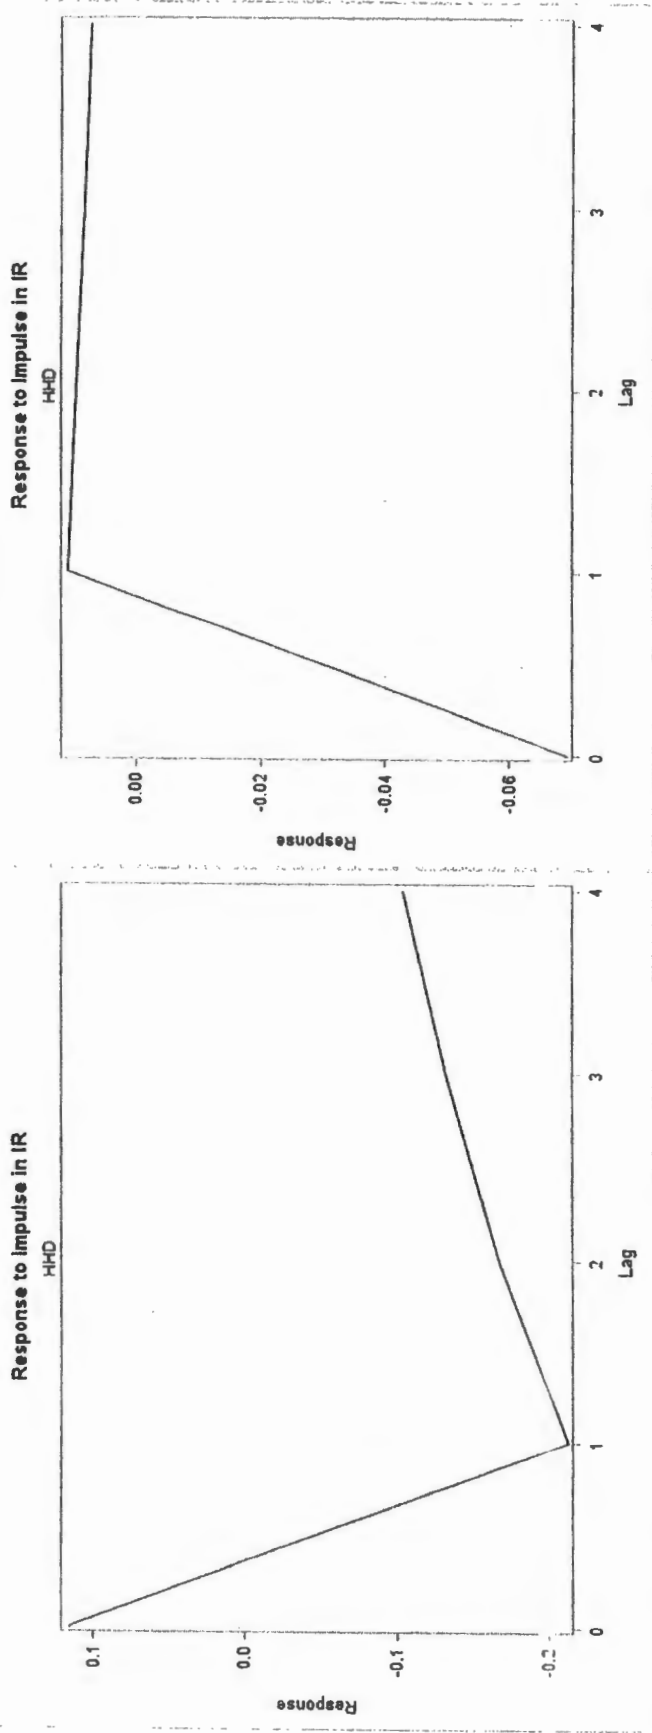 Response to Impulse in IR
HHD
Response
0.1
0.0
-0.1
-0.2
0
1
2
3
4
Lag
Response to Impulse in IR
HHD
Response
0.00
-0.02
-0.04
-0.06
0
1
2
3
4
Lag